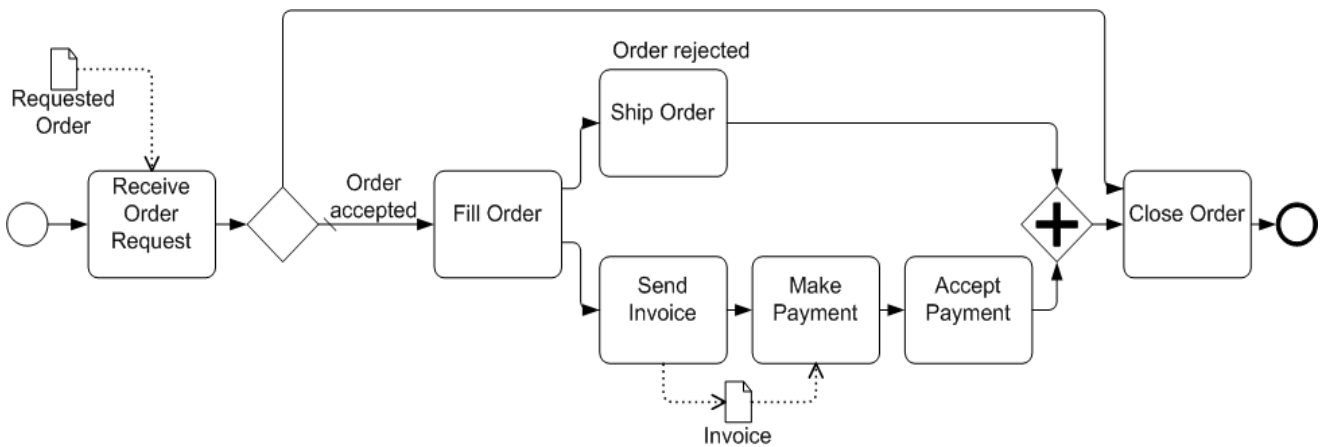 Order rejected
Requested
Order
Ship Order
Receive
Order
Request
Order
accepted
Fill Order
Close Order
Send
Invoice
Make
Payment
Accept
Payment
Invoice